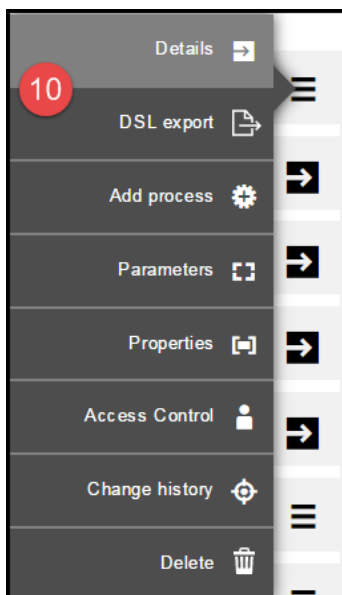 Details
10
DSL export
Add process
Parameters
Properties
Access Control
Change history
Delete